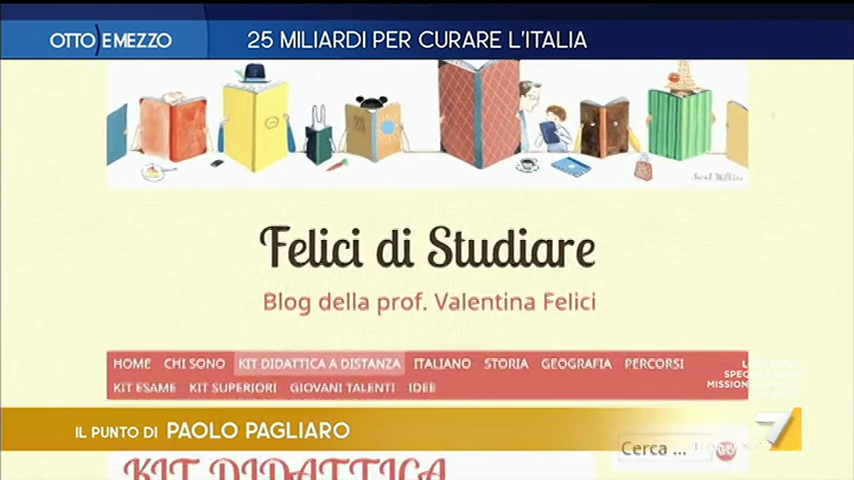 OTTO E MEZZO
25 MILIARDI PER CURARE L'ITALIA
Felici di Studiare
Blog della prof. Valentina Felici
HOME CHI SONO KIT DIDATTICA A DISTANZA ITALIANO STORIA GEOGRAFIA PERCORSI
KIT ESAME KIT SUPERIORI GIOVANI TALENTI IDEE
IL PUNTO DI PAOLO PAGLIARO
7
Cerca ...
KIT DIDATTICA